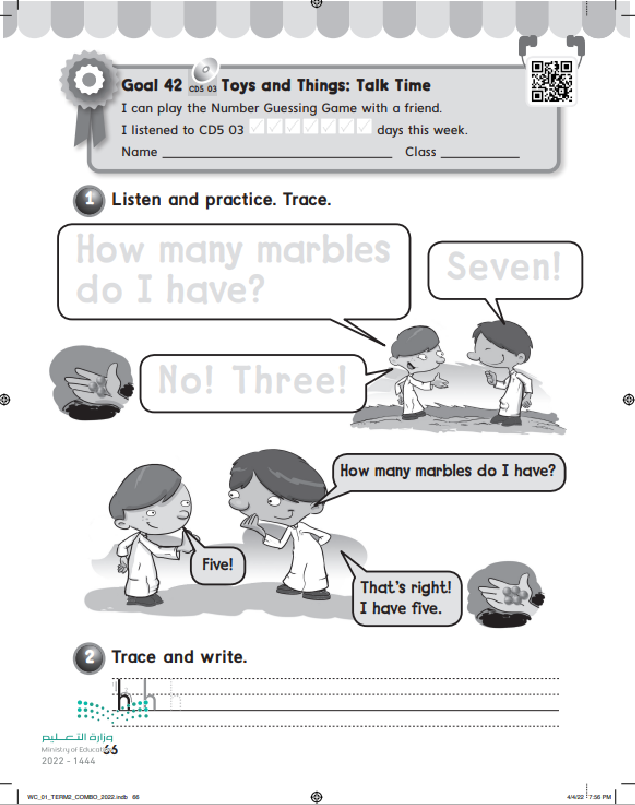 Goal 42 CD5 03 Toys and Things: Talk Time
I can play the Number Guessing Game with a friend.
I listened to CD5 03 ✓ ✓ ✓ ✓ ✓ ✓ ✓ days this week.
Name ____________ Class ____________
1 Listen and practice. Trace.
How many marbles
do I have?
Seven!
No! Three!
How many marbles do I have?
Five!
That's right!
I have five.
2 Trace and write.
h h h
وزارة التعليم
Ministry of Education
66
2022 - 1444
WC_01_TERM2_COMBO_2022.indb 66
4/4/22 7:56 PM